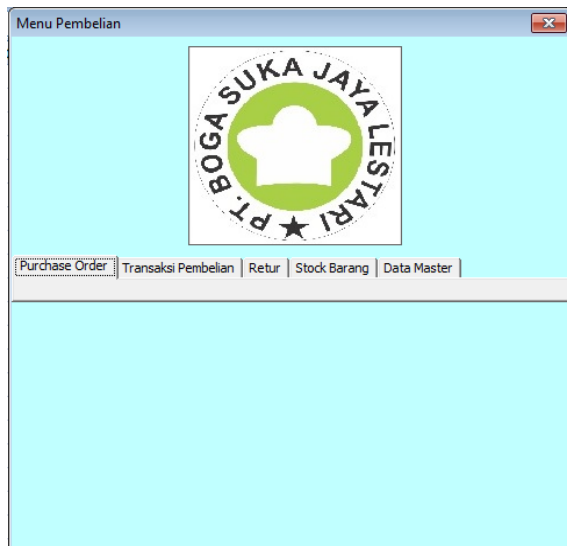 Menu Pembelian
PT. BOGA SUKA JAYA LESTARI
Purchase Order
Transaksi Pembelian
Retur
Stock Barang
Data Master